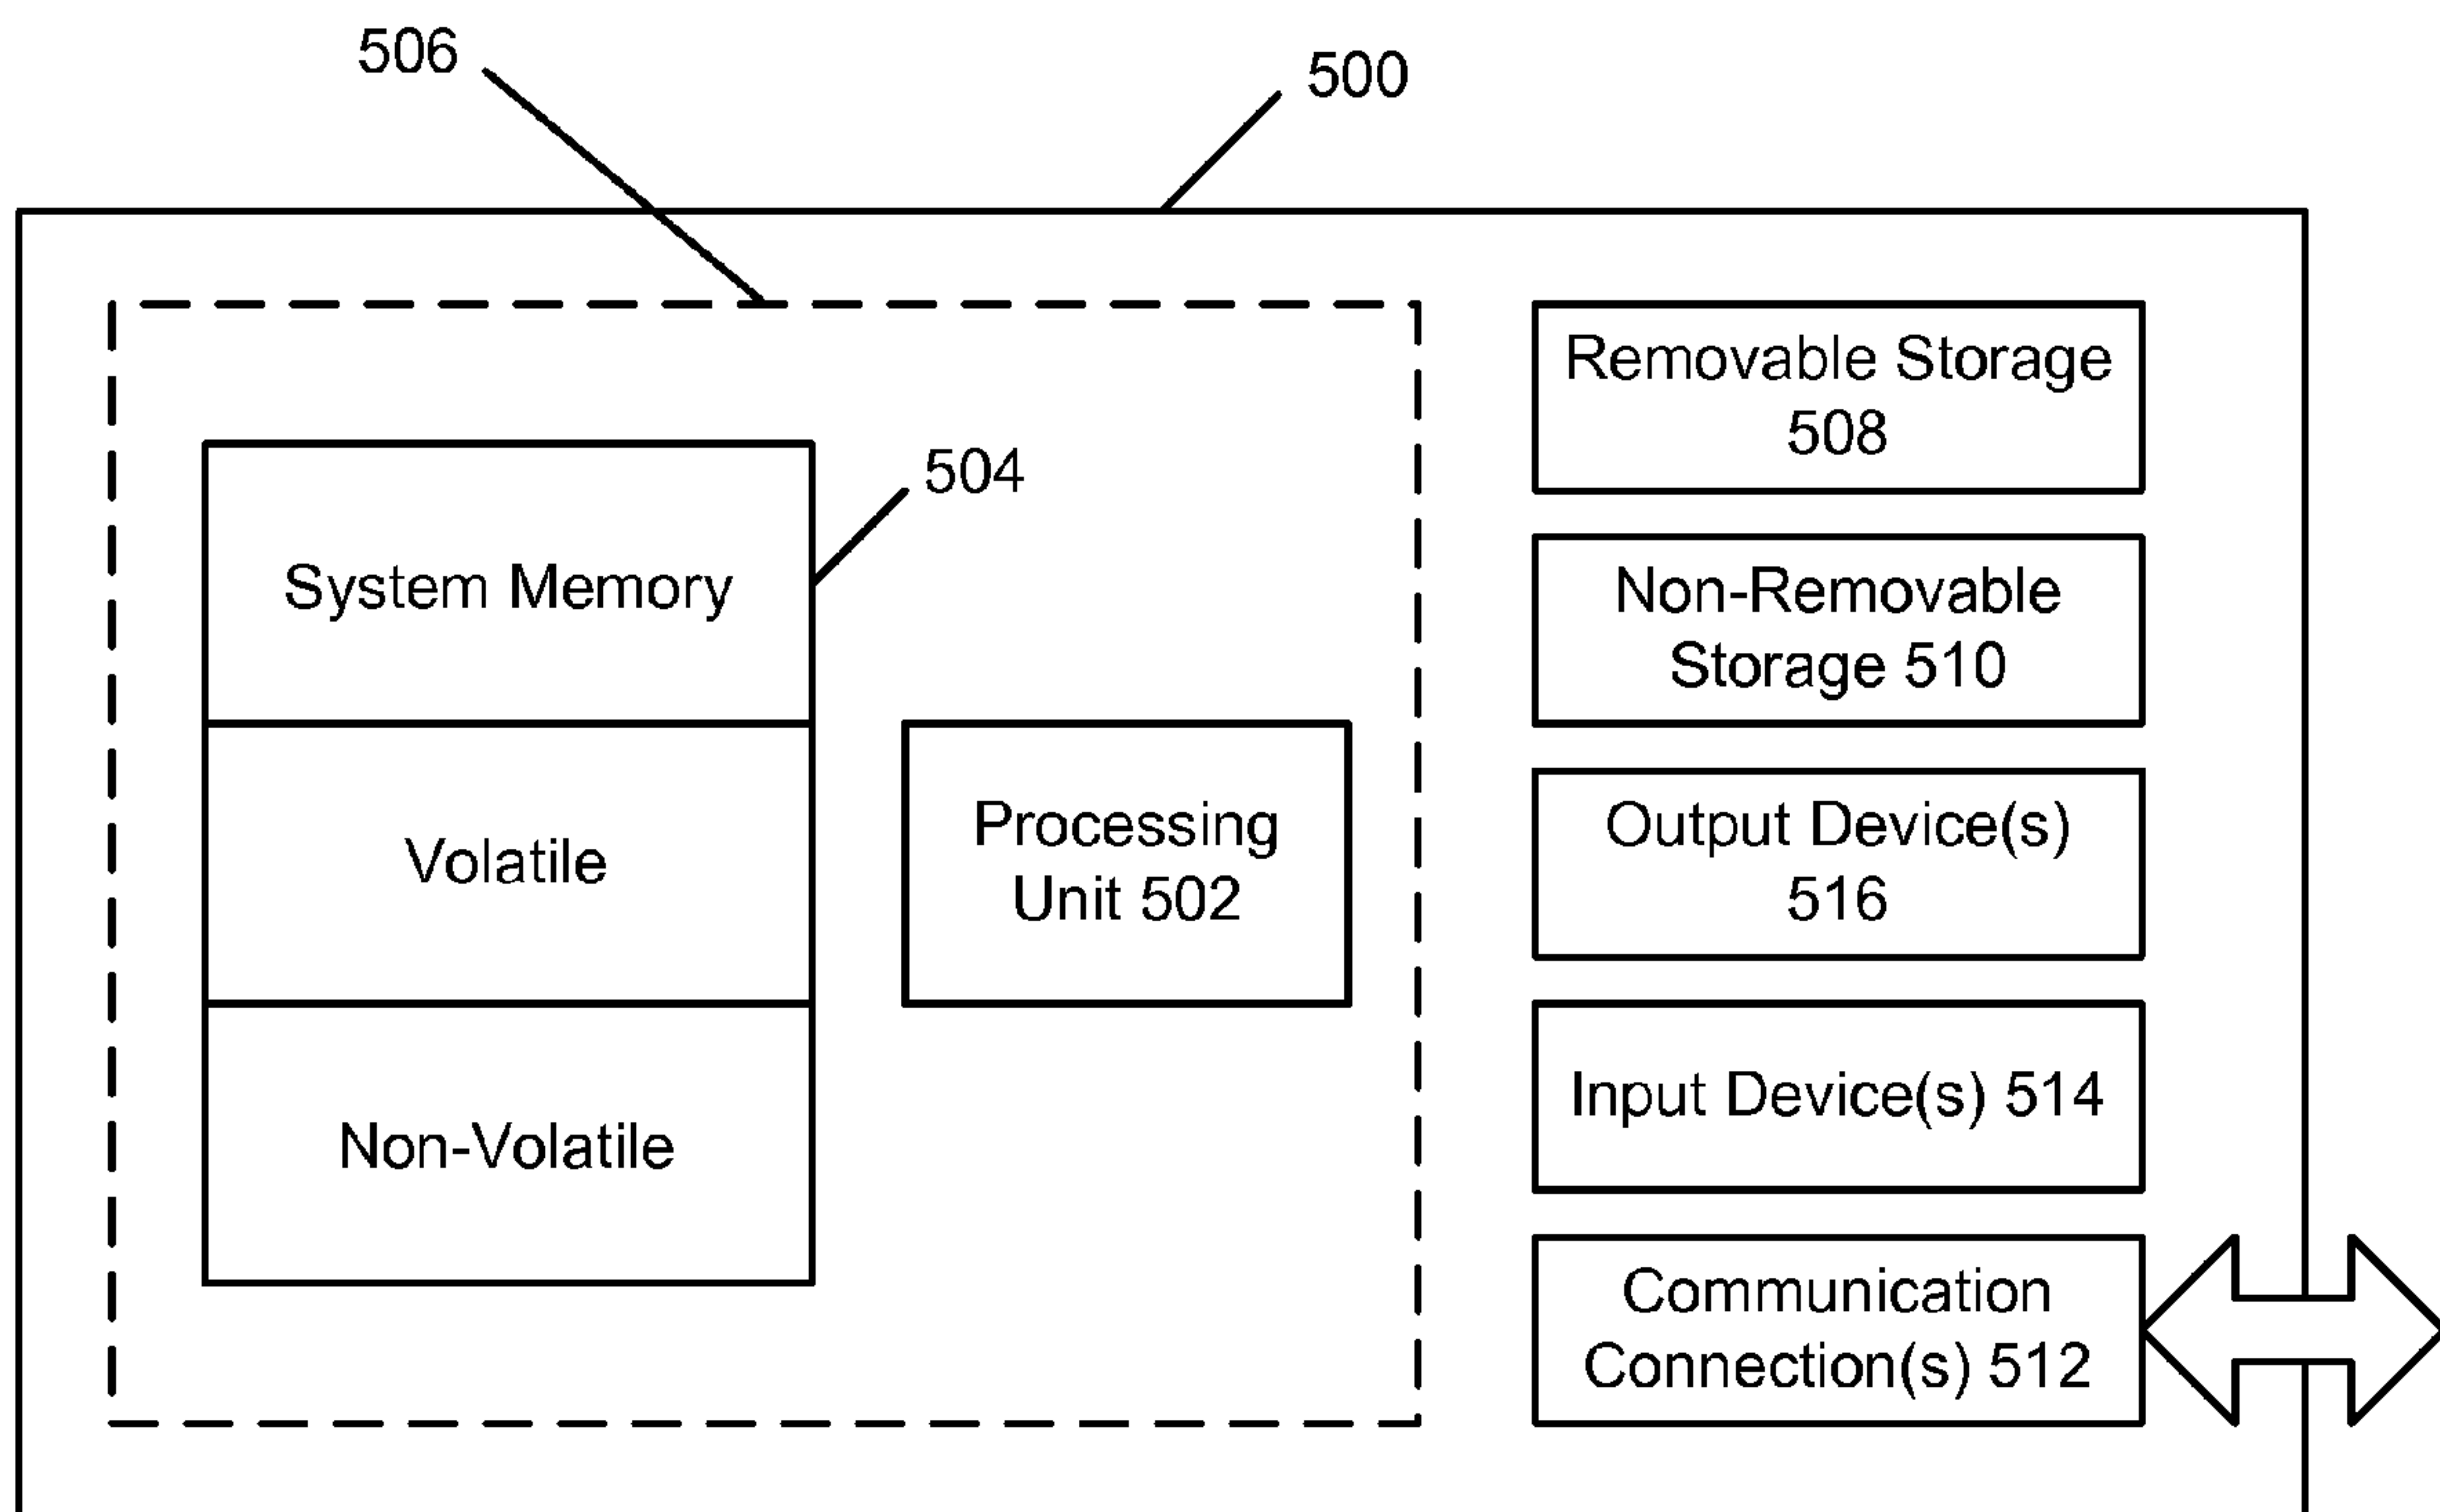 506
500
504
System Memory
Volatile
Non-Volatile
Processing
Unit 502
Removable Storage
508
Non-Removable
Storage 510
Output Device(s)
516
Input Device(s) 514
Communication
Connection(s) 512